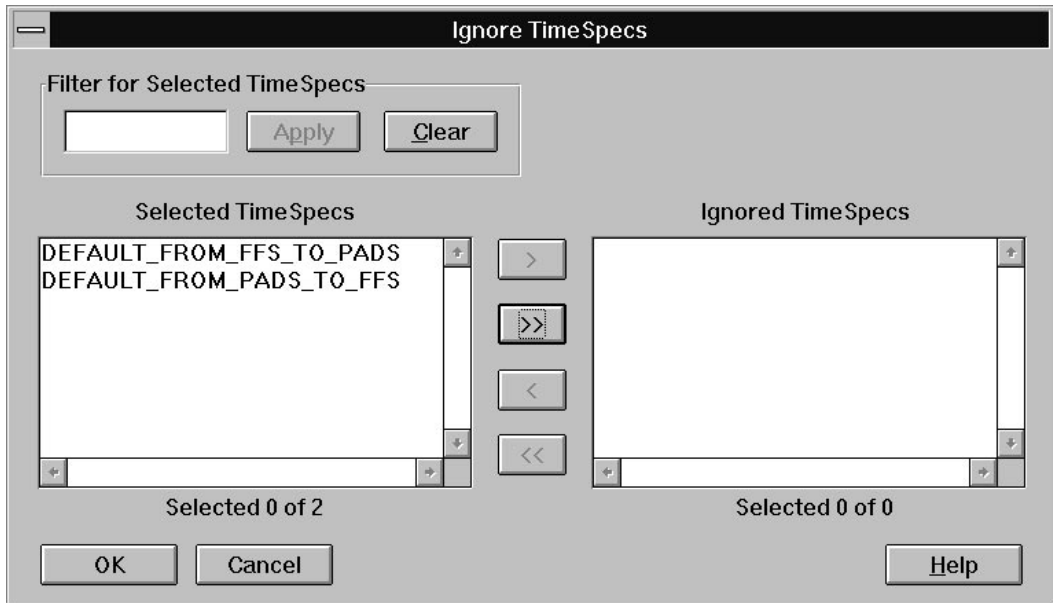 Ignore TimeSpecs
Filter for Selected TimeSpecs
Apply Clear
Selected TimeSpecs
DEFAULT_FROM_FFS_TO_PADS
DEFAULT_FROM_PADS_TO_FFS
Selected 0 of 2
>
>>
<
<<
Ignored TimeSpecs
Selected 0 of 0
OK Cancel Help